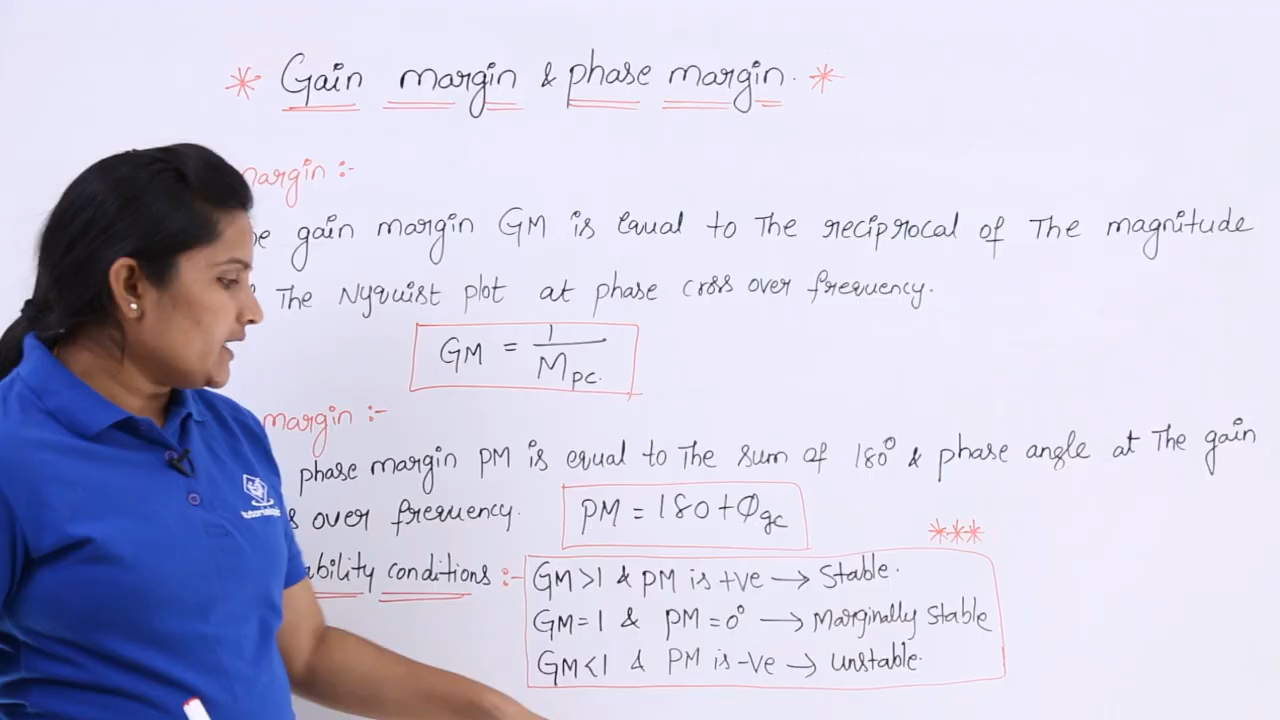 * Gain margin & phase margin. *
margin :-
gain margin GM is equal to The reciprocal of The magnitude
The Nyquist plot at phase cross over frequency.
GM = 1 / Mpc.
margin :-
phase margin PM is equal to The sum of 180° & phase angle at The gain
over frequency. PM = 180 + Φgc
***
conditions :- GM > 1 & PM is +ve → Stable.
GM = 1 & PM = 0° → Marginally stable
GM < 1 & PM is -ve → unstable.